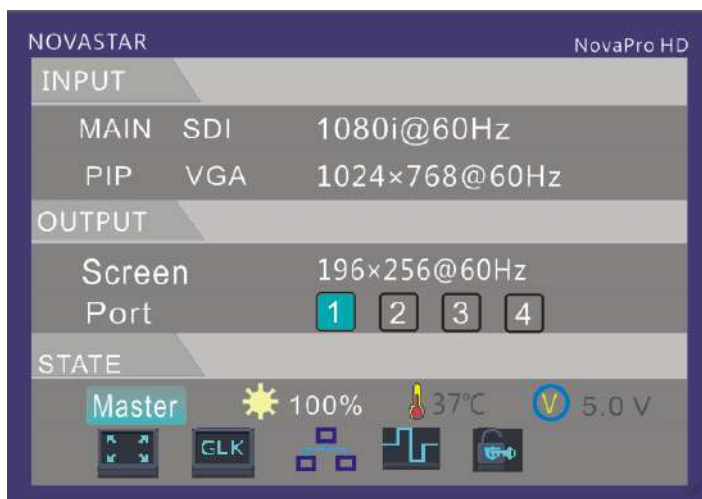 NOVASTAR
NovaPro HD
INPUT
MAIN SDI 1080i@60Hz
PIP VGA 1024×768@60Hz
OUTPUT
Screen 196×256@60Hz
Port 1 2 3 4
STATE
Master 100% 37℃ V 5.0 V
GLK